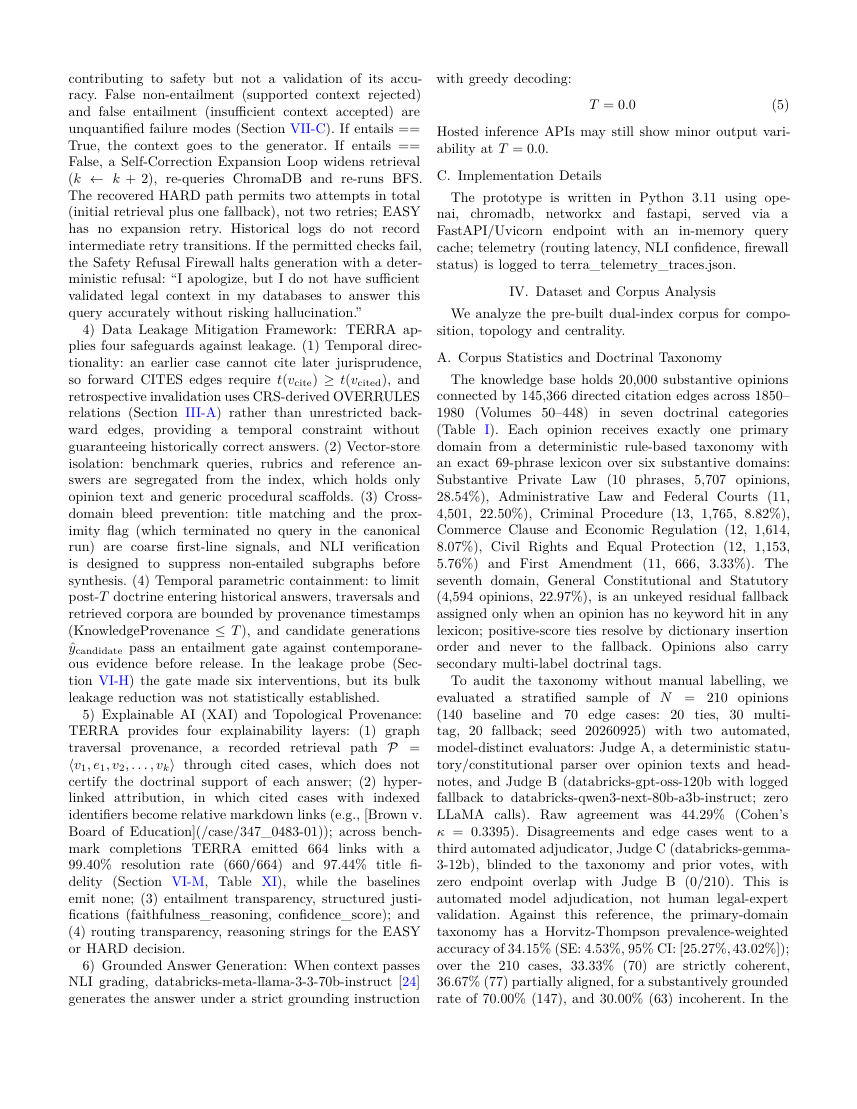 contributing to safety but not a validation of its accu-
racy. False non-entailment (supported context rejected)
and false entailment (insufficient context accepted) are
unquantified failure modes (Section VII-C). If entails ==
True, the context goes to the generator. If entails ==
False, a Self-Correction Expansion Loop widens retrieval
(k ← k + 2), re-queries ChromaDB and re-runs BFS.
The recovered HARD path permits two attempts in total
(initial retrieval plus one fallback), not two retries; EASY
has no expansion retry. Historical logs do not record
intermediate retry transitions. If the permitted checks fail,
the Safety Refusal Firewall halts generation with a deter-
ministic refusal: “I apologize, but I do not have sufficient
validated legal context in my databases to answer this
query accurately without risking hallucination.”
4) Data Leakage Mitigation Framework: TERRA ap-
plies four safeguards against leakage. (1) Temporal direc-
tionality: an earlier case cannot cite later jurisprudence,
so forward CITES edges require t(v_cite) ≥ t(v_cited), and
retrospective invalidation uses CRS-derived OVERRULES
relations (Section III-A) rather than unrestricted back-
ward edges, providing a temporal constraint without
guaranteeing historically correct answers. (2) Vector-store
isolation: benchmark queries, rubrics and reference an-
swers are segregated from the index, which holds only
opinion text and generic procedural scaffolds. (3) Cross-
domain bleed prevention: title matching and the prox-
imity flag (which terminated no query in the canonical
run) are coarse first-line signals, and NLI verification
is designed to suppress non-entailed subgraphs before
synthesis. (4) Temporal parametric containment: to limit
post-T doctrine entering historical answers, traversals and
retrieved corpora are bounded by provenance timestamps
(KnowledgeProvenance ≤ T), and candidate generations
ŷ_candidate pass an entailment gate against contemporane-
ous evidence before release. In the leakage probe (Sec-
tion VI-H) the gate made six interventions, but its bulk
leakage reduction was not statistically established.
5) Explainable AI (XAI) and Topological Provenance:
TERRA provides four explainability layers: (1) graph
traversal provenance, a recorded retrieval path 𝒫 =
⟨v₁, e₁, v₂, . . . , vₖ⟩ through cited cases, which does not
certify the doctrinal support of each answer; (2) hyper-
linked attribution, in which cited cases with indexed
identifiers become relative markdown links (e.g., [Brown v.
Board of Education](/case/347_0483-01)); across bench-
mark completions TERRA emitted 664 links with a
99.40% resolution rate (660/664) and 97.44% title fi-
delity (Section VI-M, Table XI), while the baselines
emit none; (3) entailment transparency, structured justi-
fications (faithfulness_reasoning, confidence_score); and
(4) routing transparency, reasoning strings for the EASY
or HARD decision.
6) Grounded Answer Generation: When context passes
NLI grading, databricks-meta-llama-3-3-70b-instruct [24]
generates the answer under a strict grounding instruction
with greedy decoding:
T = 0.0 (5)
Hosted inference APIs may still show minor output vari-
ability at T = 0.0.
C. Implementation Details
The prototype is written in Python 3.11 using ope-
nai, chromadb, networkx and fastapi, served via a
FastAPI/Uvicorn endpoint with an in-memory query
cache; telemetry (routing latency, NLI confidence, firewall
status) is logged to terra_telemetry_traces.json.
IV. Dataset and Corpus Analysis
We analyze the pre-built dual-index corpus for compo-
sition, topology and centrality.
A. Corpus Statistics and Doctrinal Taxonomy
The knowledge base holds 20,000 substantive opinions
connected by 145,366 directed citation edges across 1850–
1980 (Volumes 50–448) in seven doctrinal categories
(Table I). Each opinion receives exactly one primary
domain from a deterministic rule-based taxonomy with
an exact 69-phrase lexicon over six substantive domains:
Substantive Private Law (10 phrases, 5,707 opinions,
28.54%), Administrative Law and Federal Courts (11,
4,501, 22.50%), Criminal Procedure (13, 1,765, 8.82%),
Commerce Clause and Economic Regulation (12, 1,614,
8.07%), Civil Rights and Equal Protection (12, 1,153,
5.76%) and First Amendment (11, 666, 3.33%). The
seventh domain, General Constitutional and Statutory
(4,594 opinions, 22.97%), is an unkeyed residual fallback
assigned only when an opinion has no keyword hit in any
lexicon; positive-score ties resolve by dictionary insertion
order and never to the fallback. Opinions also carry
secondary multi-label doctrinal tags.
To audit the taxonomy without manual labelling, we
evaluated a stratified sample of N = 210 opinions
(140 baseline and 70 edge cases: 20 ties, 30 multi-
tag, 20 fallback; seed 20260925) with two automated,
model-distinct evaluators: Judge A, a deterministic statu-
tory/constitutional parser over opinion texts and head-
notes, and Judge B (databricks-gpt-oss-120b with logged
fallback to databricks-qwen3-next-80b-a3b-instruct; zero
LLaMA calls). Raw agreement was 44.29% (Cohen’s
κ = 0.3395). Disagreements and edge cases went to a
third automated adjudicator, Judge C (databricks-gemma-
3-12b), blinded to the taxonomy and prior votes, with
zero endpoint overlap with Judge B (0/210). This is
automated model adjudication, not human legal-expert
validation. Against this reference, the primary-domain
taxonomy has a Horvitz-Thompson prevalence-weighted
accuracy of 34.15% (SE: 4.53%, 95% CI: [25.27%, 43.02%]);
over the 210 cases, 33.33% (70) are strictly coherent,
36.67% (77) partially aligned, for a substantively grounded
rate of 70.00% (147), and 30.00% (63) incoherent. In the